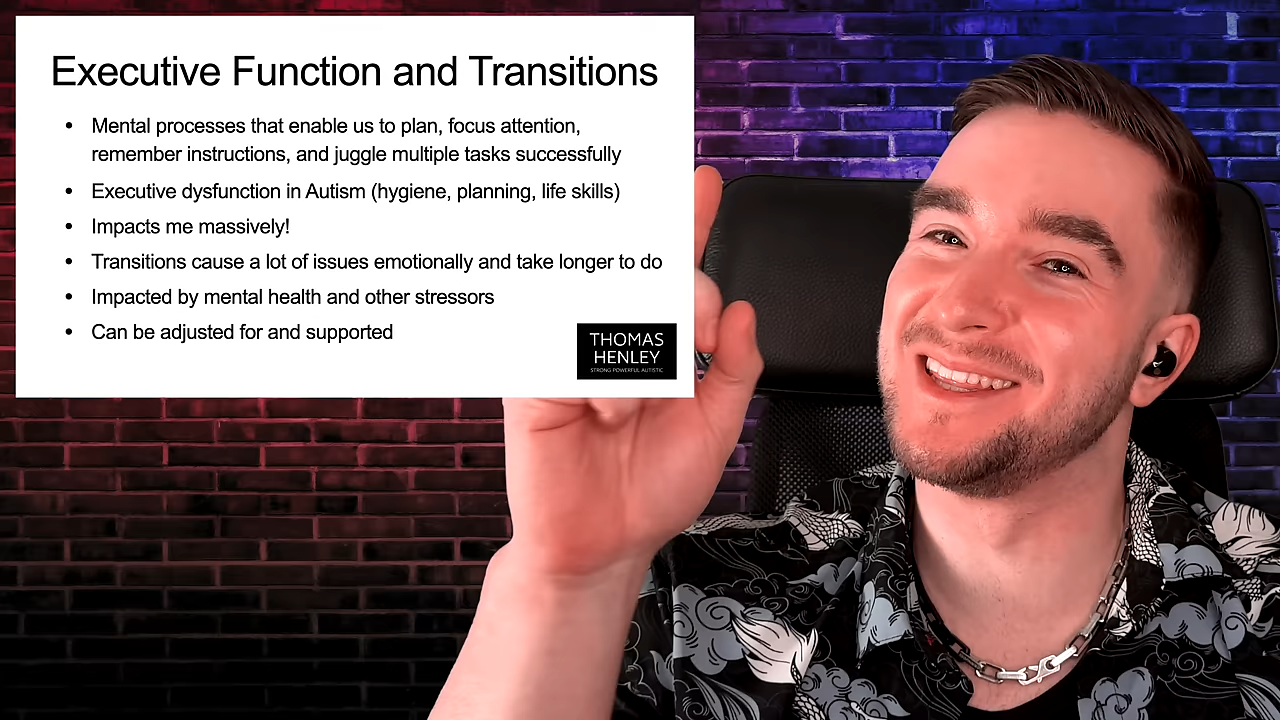 Executive Function and Transitions
• Mental processes that enable us to plan, focus attention,
remember instructions, and juggle multiple tasks successfully
• Executive dysfunction in Autism (hygiene, planning, life skills)
• Impacts me massively!
• Transitions cause a lot of issues emotionally and take longer to do
• Impacted by mental health and other stressors
• Can be adjusted for and supported
THOMAS
HENLEY
STRONG POWERFUL AUTISTIC